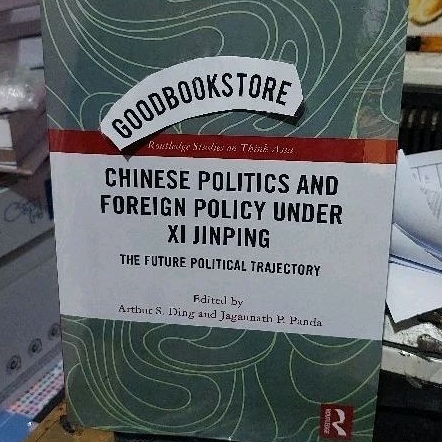 GOODBOOKSTORE
Routledge Studies on Think Asia
CHINESE POLITICS AND
FOREIGN POLICY UNDER
XI JINPING
THE FUTURE POLITICAL TRAJECTORY
Edited by
Arthur S. Ding and Jagannath P. Panda
ROUTLEDGE